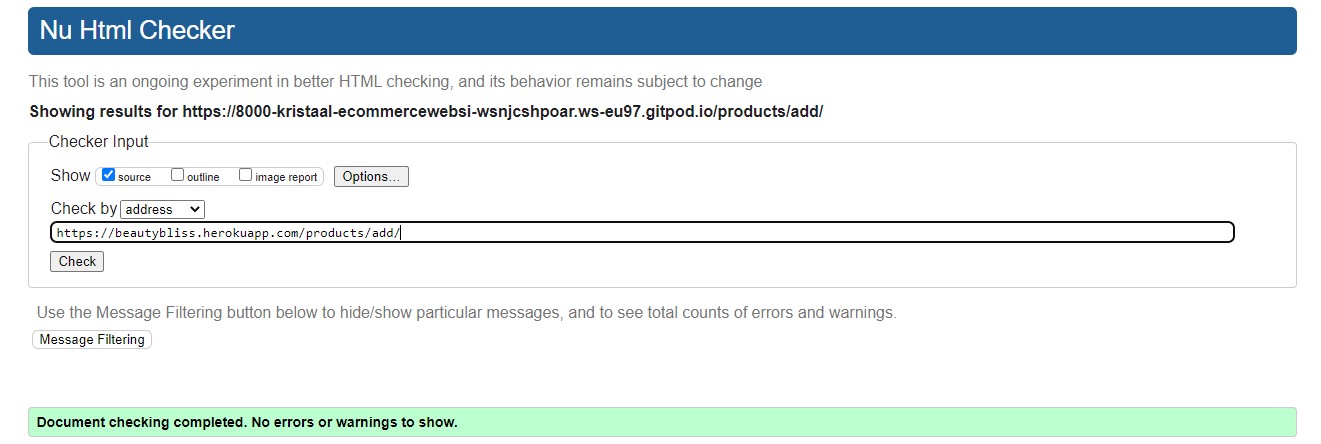 Nu Html Checker
This tool is an ongoing experiment in better HTML checking, and its behavior remains subject to change
Showing results for https://8000-kristaal-ecommercewebsi-wsnjcshpoar.ws-eu97.gitpod.io/products/add/
Checker Input
Show source outline image report Options...
Check by address
https://beautybliss.herokuapp.com/products/add/
Check
Use the Message Filtering button below to hide/show particular messages, and to see total counts of errors and warnings.
Message Filtering
Document checking completed. No errors or warnings to show.